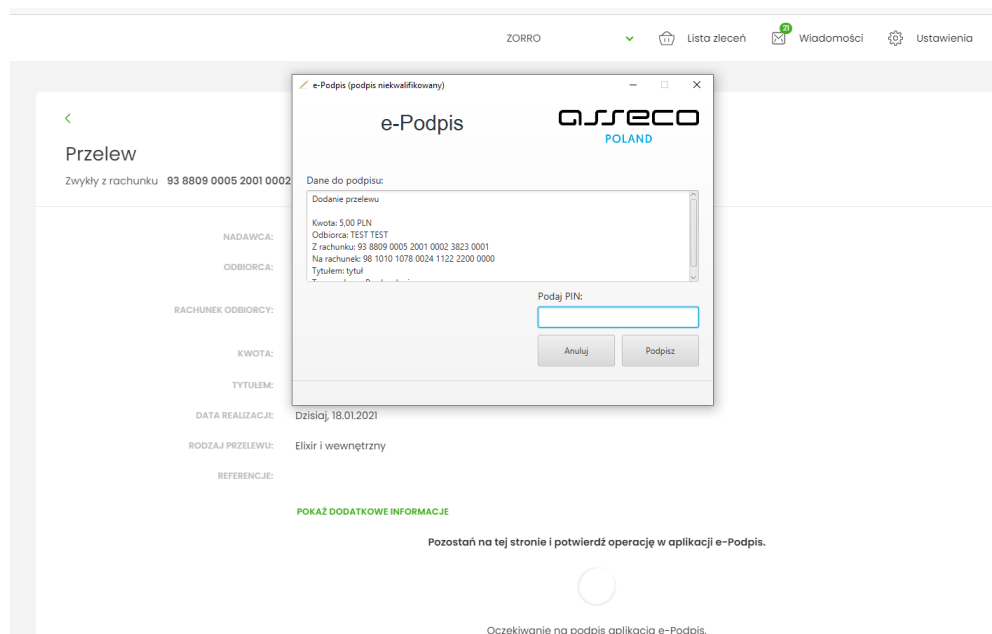 ZORRO
Lista zleceń
21
Wiadomości
Ustawienia
e-Podpis (podpis niekwalifikowany)
e-Podpis
asseco
POLAND
Przelew
Zwykły z rachunku 93 8809 0005 2001 0002
Dane do podpisu:
Dodanie przelewu
Kwota: 5,00 PLN
Odbiorca: TEST TEST
Z rachunku: 93 8809 0005 2001 0002 3823 0001
Na rachunek: 98 1010 1078 0024 1122 2200 0000
Tytułem: tytuł
Podaj PIN:
Anuluj
Podpisz
NADAWCA:
ODBIORCA:
RACHUNEK ODBIORCY:
KWOTA:
TYTUŁEM:
DATA REALIZACJI: Dzisiaj, 18.01.2021
RODZAJ PRZELEWU: Elixir i wewnętrzny
REFERENCJE:
POKAŻ DODATKOWE INFORMACJE
Pozostań na tej stronie i potwierdź operację w aplikacji e-Podpis.
Oczekiwanie na podpis aplikacją e-Podpis.